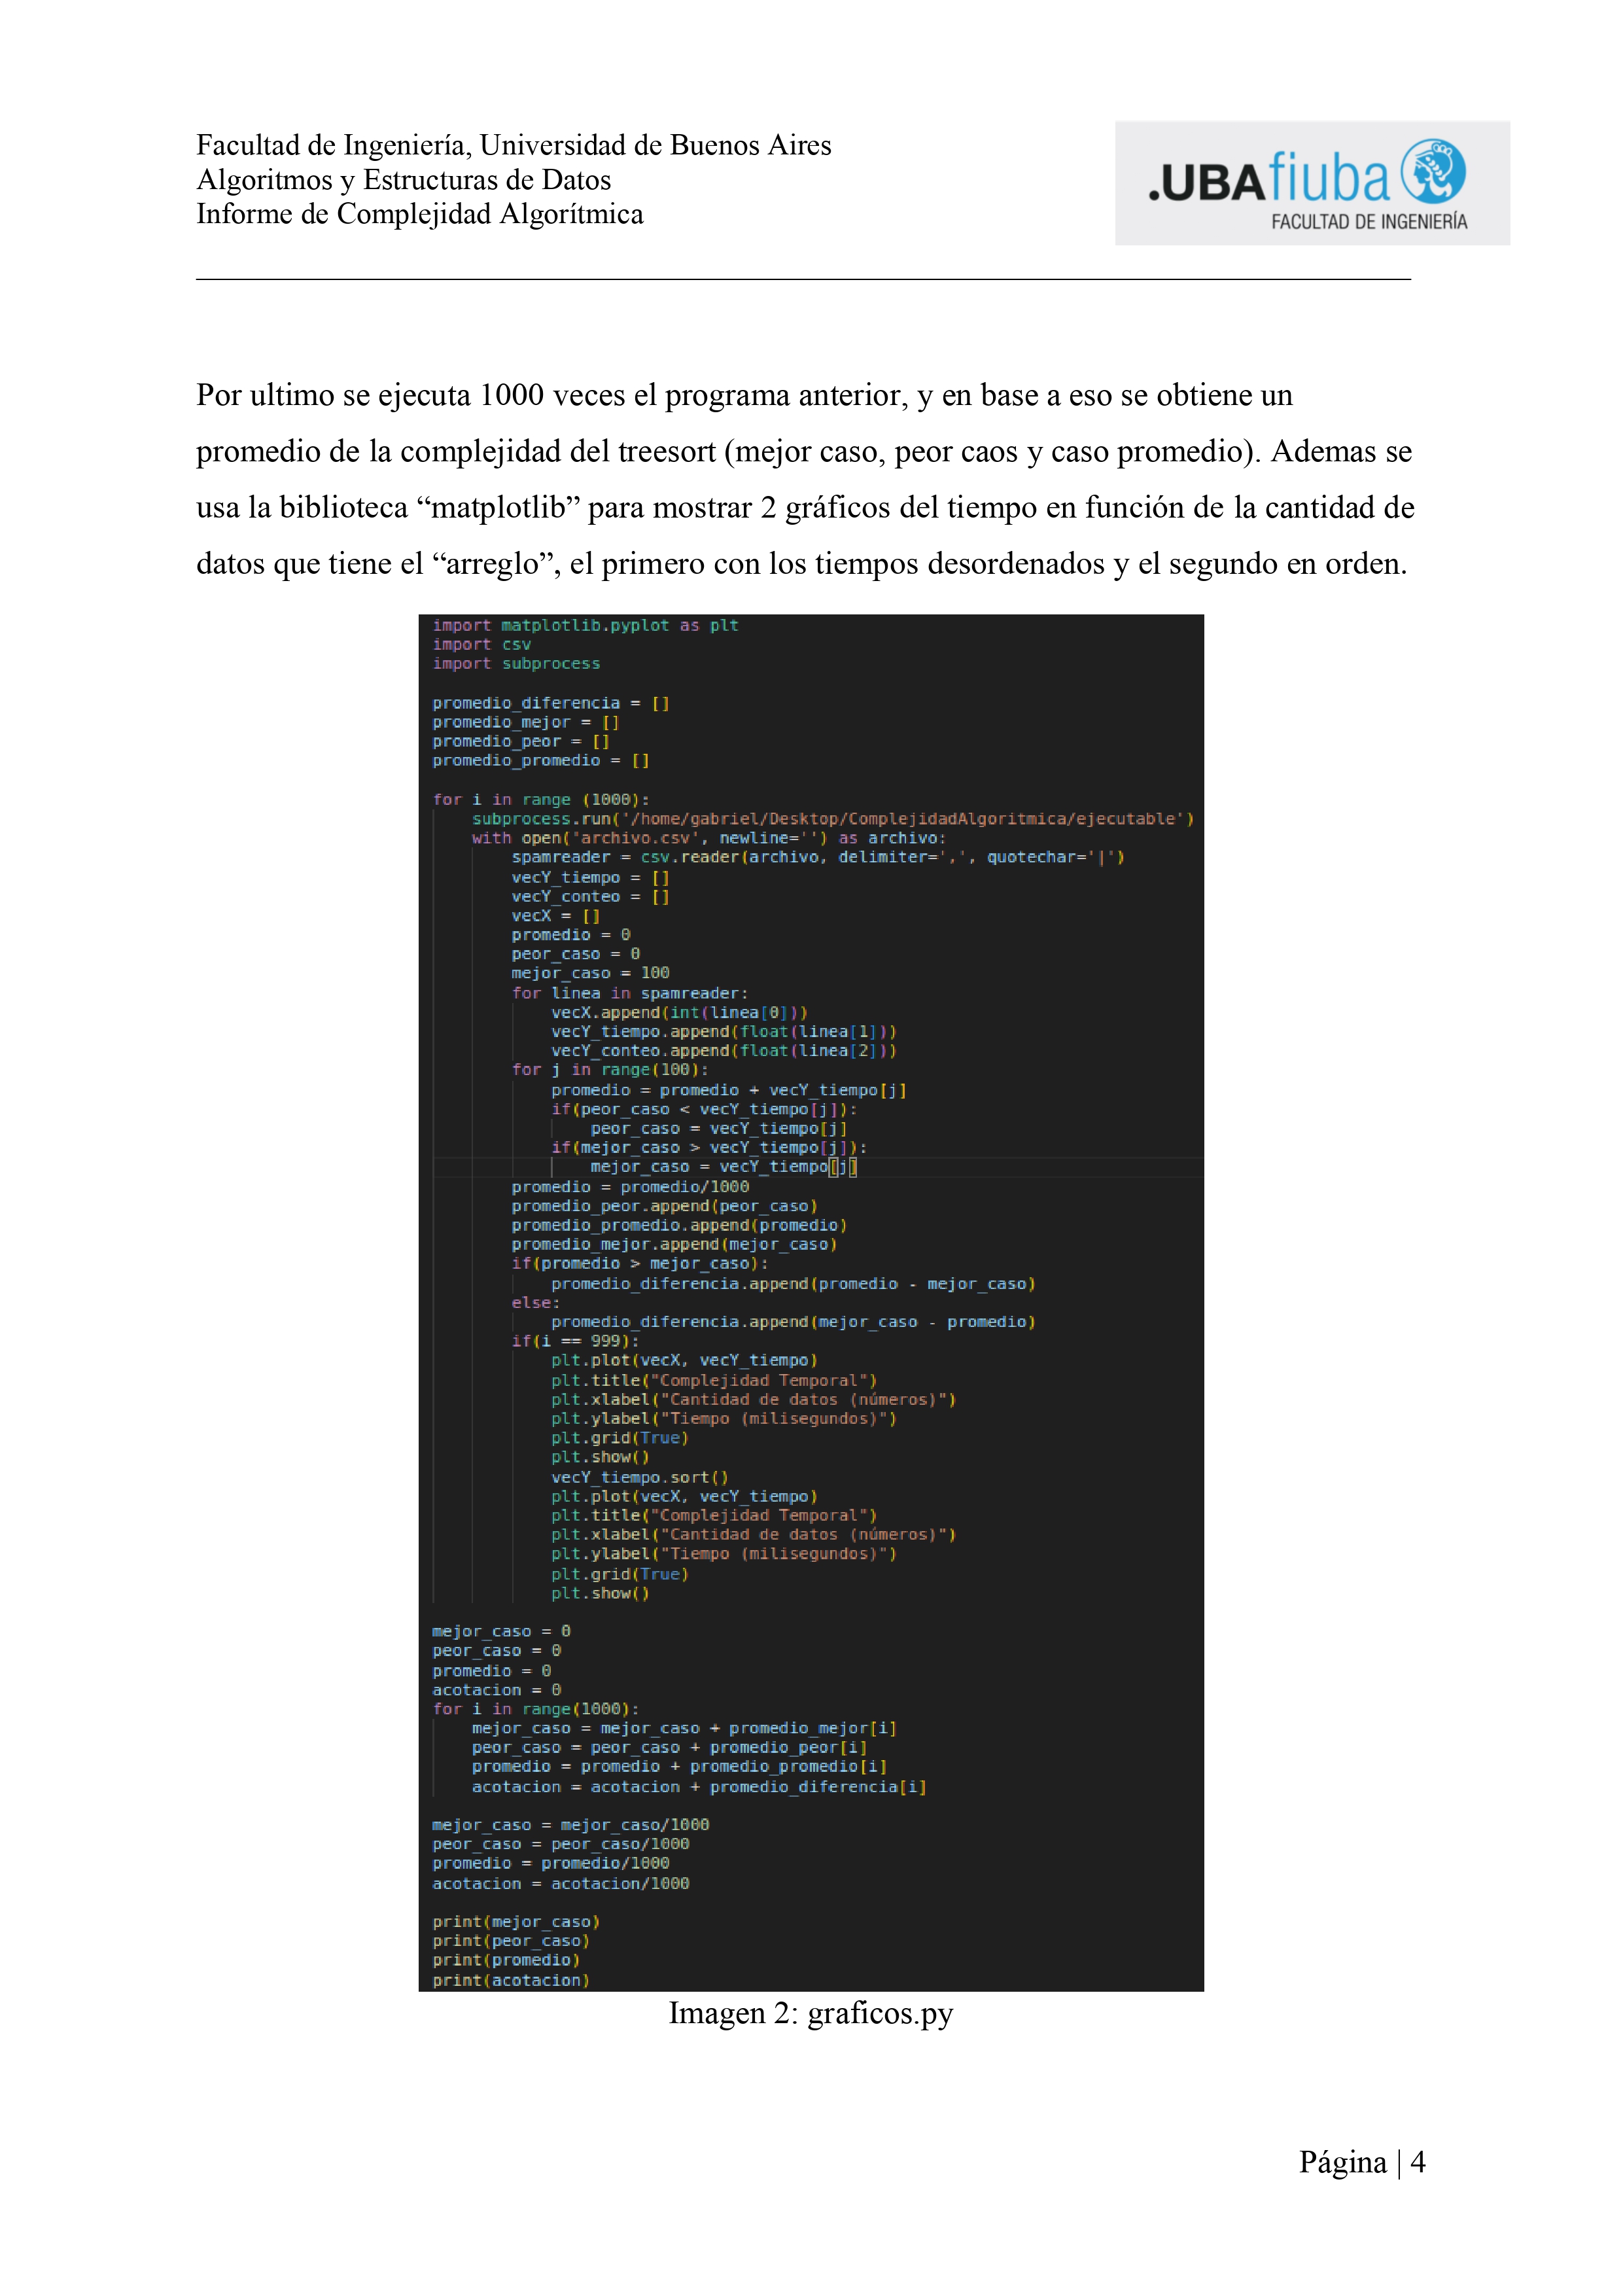 Facultad de Ingeniería, Universidad de Buenos Aires
Algoritmos y Estructuras de Datos
Informe de Complejidad Algorítmica
.UBAfiuba
FACULTAD DE INGENIERÍA
Por ultimo se ejecuta 1000 veces el programa anterior, y en base a eso se obtiene un
promedio de la complejidad del treesort (mejor caso, peor caos y caso promedio). Ademas se
usa la biblioteca “matplotlib” para mostrar 2 gráficos del tiempo en función de la cantidad de
datos que tiene el “arreglo”, el primero con los tiempos desordenados y el segundo en orden.
import matplotlib.pyplot as plt
import csv
import subprocess
promedio_diferencia = []
promedio_mejor = []
promedio_peor = []
promedio_promedio = []
for i in range (1000):
    subprocess.run('/home/gabriel/Desktop/ComplejidadAlgoritmica/ejecutable')
    with open('archivo.csv', newline='') as archivo:
        spamreader = csv.reader(archivo, delimiter=',', quotechar='|')
        vecY_tiempo = []
        vecY_conteo = []
        vecX = []
        promedio = 0
        peor_caso = 0
        mejor_caso = 100
        for linea in spamreader:
            vecX.append(int(linea[0]))
            vecY_tiempo.append(float(linea[1]))
            vecY_conteo.append(float(linea[2]))
        for j in range(100):
            promedio = promedio + vecY_tiempo[j]
            if(peor_caso < vecY_tiempo[j]):
                peor_caso = vecY_tiempo[j]
            if(mejor_caso > vecY_tiempo[j]):
                mejor_caso = vecY_tiempo[j]
        promedio = promedio/1000
        promedio_peor.append(peor_caso)
        promedio_promedio.append(promedio)
        promedio_mejor.append(mejor_caso)
        if(promedio > mejor_caso):
            promedio_diferencia.append(promedio - mejor_caso)
        else:
            promedio_diferencia.append(mejor_caso - promedio)
        if(i == 999):
            plt.plot(vecX, vecY_tiempo)
            plt.title("Complejidad Temporal")
            plt.xlabel("Cantidad de datos (números)")
            plt.ylabel("Tiempo (milisegundos)")
            plt.grid(True)
            plt.show()
            vecY_tiempo.sort()
            plt.plot(vecX, vecY_tiempo)
            plt.title("Complejidad Temporal")
            plt.xlabel("Cantidad de datos (números)")
            plt.ylabel("Tiempo (milisegundos)")
            plt.grid(True)
            plt.show()
mejor_caso = 0
peor_caso = 0
promedio = 0
acotacion = 0
for i in range(1000):
    mejor_caso = mejor_caso + promedio_mejor[i]
    peor_caso = peor_caso + promedio_peor[i]
    promedio = promedio + promedio_promedio[i]
    acotacion = acotacion + promedio_diferencia[i]
mejor_caso = mejor_caso/1000
peor_caso = peor_caso/1000
promedio = promedio/1000
acotacion = acotacion/1000
print(mejor_caso)
print(peor_caso)
print(promedio)
print(acotacion)
Imagen 2: graficos.py
Página | 4